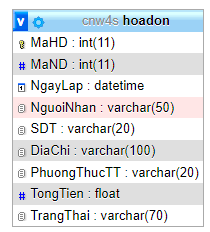 v cnw4s hoadon
MaHD : int(11)
# MaND : int(11)
NgayLap : datetime
NguoiNhan : varchar(50)
SDT : varchar(20)
DiaChi : varchar(100)
PhuongThucTT : varchar(20)
# TongTien : float
TrangThai : varchar(70)